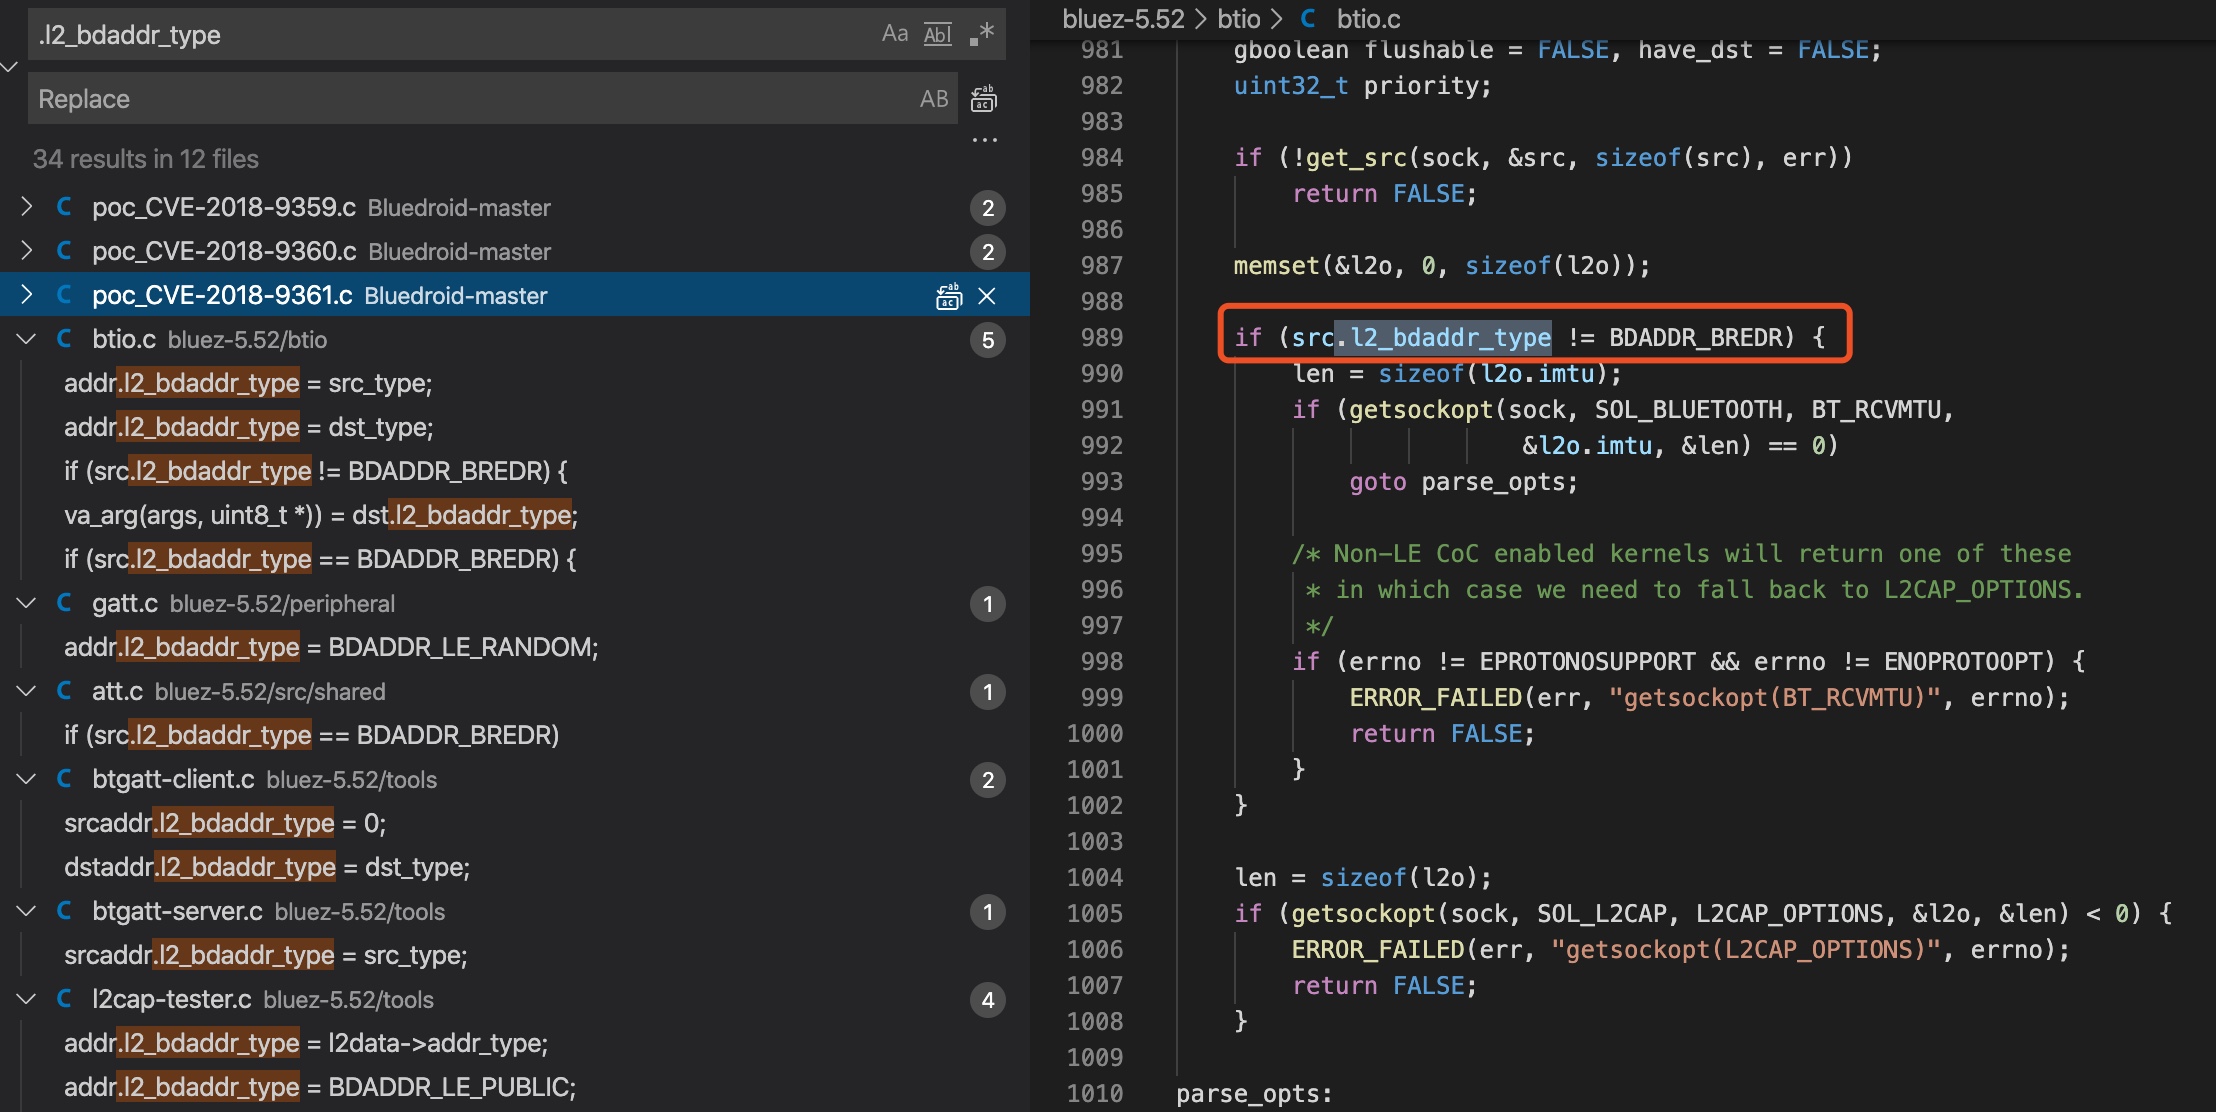 .l2_bdaddr_type Aa Abl .*
Replace AB
34 results in 12 files
poc_CVE-2018-9359.c Bluedroid-master 2
poc_CVE-2018-9360.c Bluedroid-master 2
poc_CVE-2018-9361.c Bluedroid-master
btio.c bluez-5.52/btio 5
addr.l2_bdaddr_type = src_type;
addr.l2_bdaddr_type = dst_type;
if (src.l2_bdaddr_type != BDADDR_BREDR) {
va_arg(args, uint8_t *)) = dst.l2_bdaddr_type;
if (src.l2_bdaddr_type == BDADDR_BREDR) {
gatt.c bluez-5.52/peripheral 1
addr.l2_bdaddr_type = BDADDR_LE_RANDOM;
att.c bluez-5.52/src/shared 1
if (src.l2_bdaddr_type == BDADDR_BREDR)
btgatt-client.c bluez-5.52/tools 2
srcaddr.l2_bdaddr_type = 0;
dstaddr.l2_bdaddr_type = dst_type;
btgatt-server.c bluez-5.52/tools 1
srcaddr.l2_bdaddr_type = src_type;
l2cap-tester.c bluez-5.52/tools 4
addr.l2_bdaddr_type = l2data->addr_type;
addr.l2_bdaddr_type = BDADDR_LE_PUBLIC;
bluez-5.52 > btio > C btio.c
981 gboolean flushable = FALSE, have_dst = FALSE;
982 uint32_t priority;
983
984 if (!get_src(sock, &src, sizeof(src), err))
985 return FALSE;
986
987 memset(&l2o, 0, sizeof(l2o));
988
989 if (src.l2_bdaddr_type != BDADDR_BREDR) {
990 len = sizeof(l2o.imtu);
991 if (getsockopt(sock, SOL_BLUETOOTH, BT_RCVMTU,
992 &l2o.imtu, &len) == 0)
993 goto parse_opts;
994
995 /* Non-LE CoC enabled kernels will return one of these
996 * in which case we need to fall back to L2CAP_OPTIONS.
997 */
998 if (errno != EPROTONOSUPPORT && errno != ENOPROTOOPT) {
999 ERROR_FAILED(err, "getsockopt(BT_RCVMTU)", errno);
1000 return FALSE;
1001 }
1002 }
1003
1004 len = sizeof(l2o);
1005 if (getsockopt(sock, SOL_L2CAP, L2CAP_OPTIONS, &l2o, &len) < 0) {
1006 ERROR_FAILED(err, "getsockopt(L2CAP_OPTIONS)", errno);
1007 return FALSE;
1008 }
1009
1010 parse_opts: